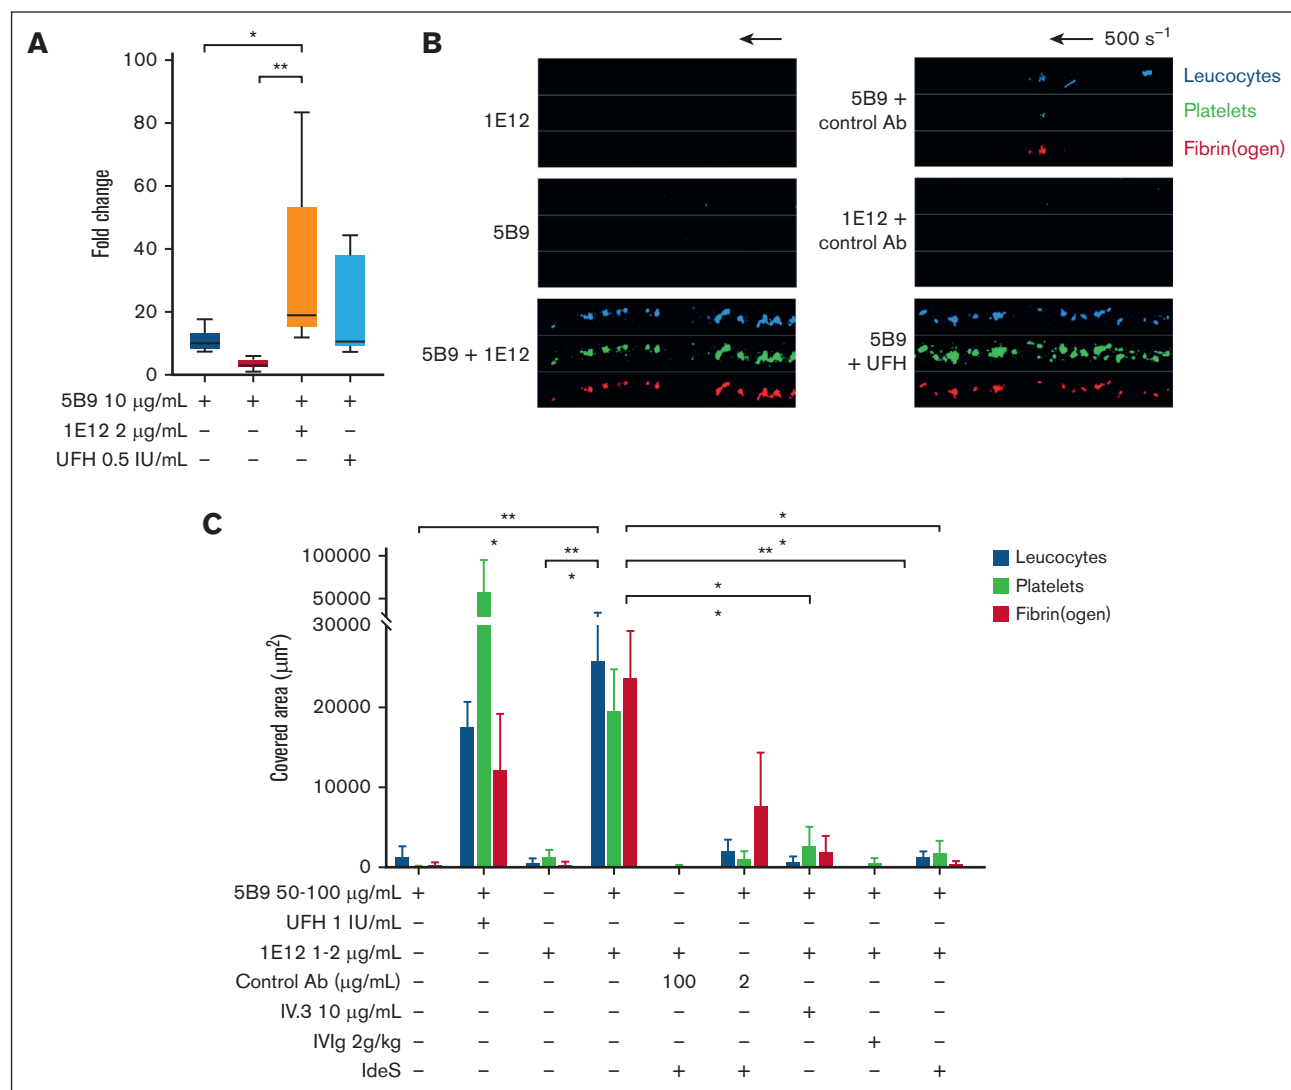 A
* 
**
100
80
60
40
20
0
Fold change
5B9 10 μg/mL + + + +
1E12 2 μg/mL – – + –
UFH 0.5 IU/mL – – – +
B
500 s⁻¹
1E12
5B9
5B9 + 1E12
5B9 +
control Ab
1E12 +
control Ab
5B9
+ UFH
Leucocytes
Platelets
Fibrin(ogen)
C
**
*
**
*
*
*
**
*
*
100000
50000
30000
20000
10000
0
Covered area (μm²)
Leucocytes
Platelets
Fibrin(ogen)
5B9 50-100 μg/mL + + – + – + + + +
UFH 1 IU/mL – + – – – – – – –
1E12 1-2 μg/mL – – + + + – + + +
Control Ab (μg/mL) – – – – 100 2 – – –
IV.3 10 μg/mL – – – – – – + – –
IVIg 2g/kg – – – – – – – + –
IdeS – – – – + + – – +